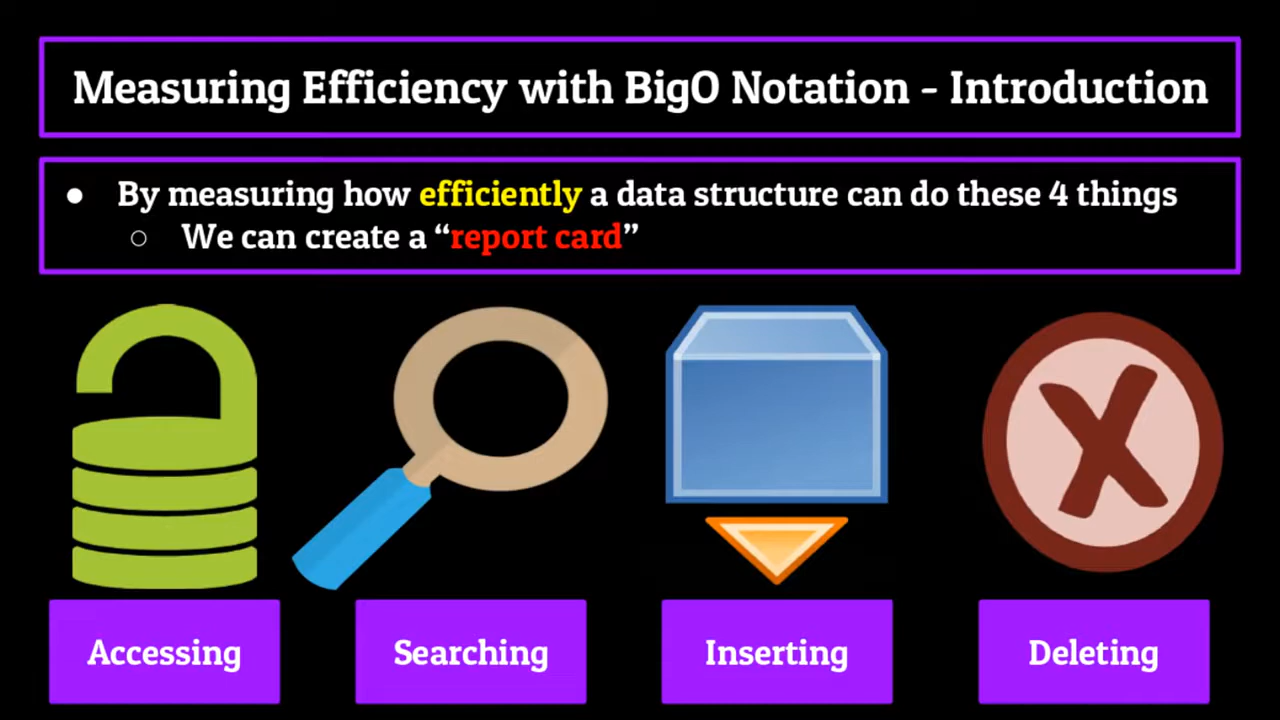 Measuring Efficiency with BigO Notation - Introduction
● By measuring how efficiently a data structure can do these 4 things
○ We can create a “report card”
Accessing
Searching
Inserting
Deleting